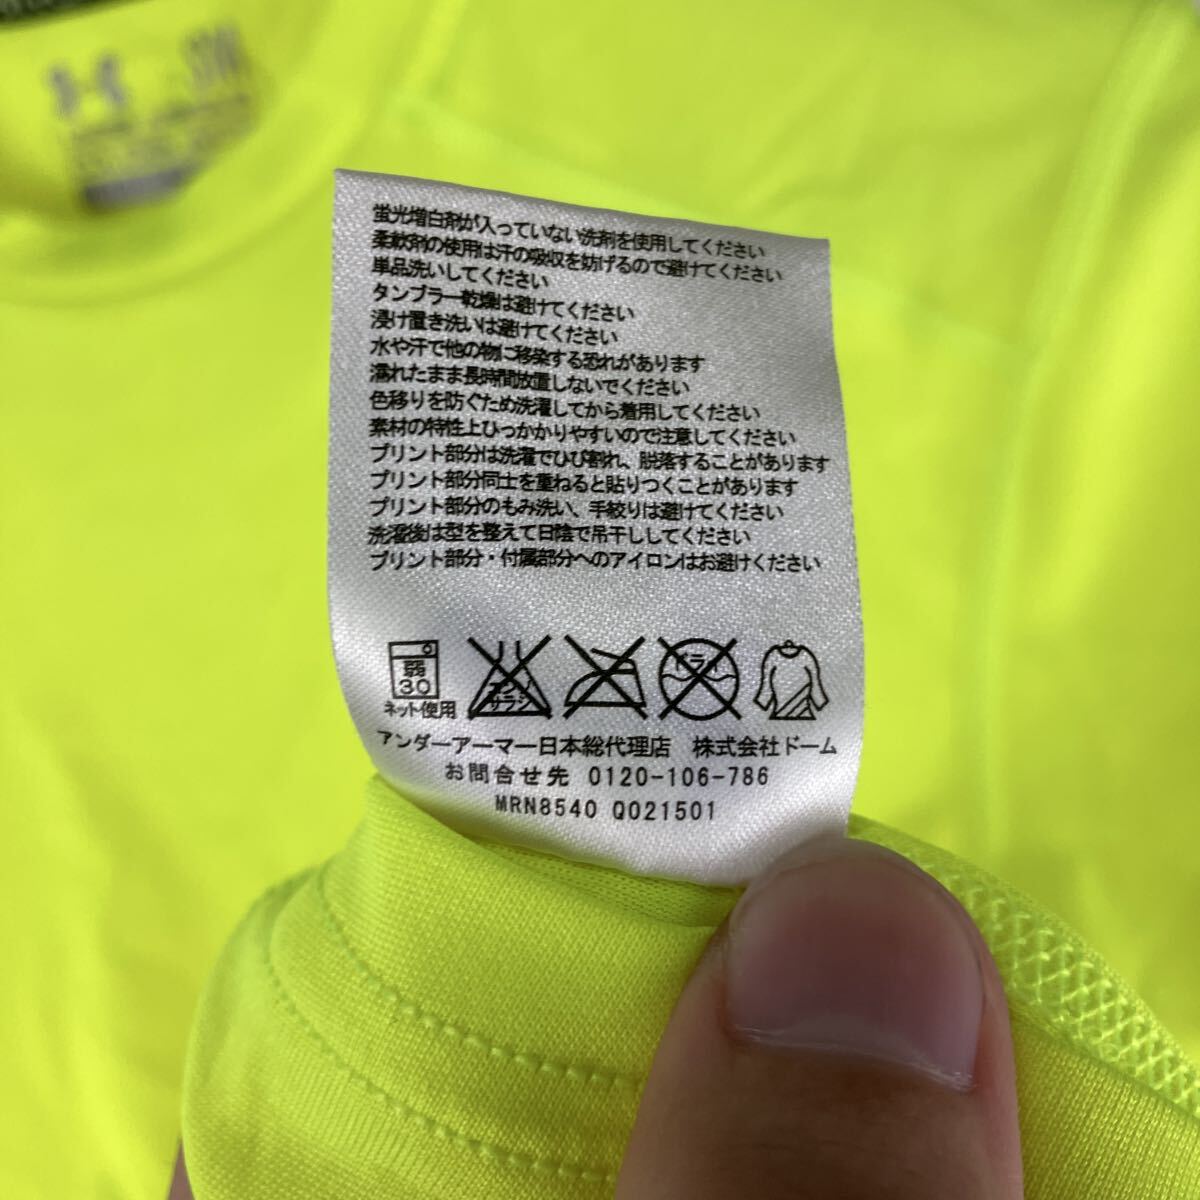 SM
蛍光増白剤が入っていない洗剤を使用してください
柔軟剤の使用は汗の吸収を妨げるので避けてください
単品洗いしてください
タンブラー乾燥は避けてください
浸け置き洗いは避けてください
水や汗で他の物に移染する恐れがあります
濡れたまま長時間放置しないでください
色移りを防ぐため洗濯してから着用してください
素材の特性上ひっかかりやすいので注意してください
プリント部分は洗濯でひび割れ、脱落することがあります
プリント部分同士を重ねると貼りつくことがあります
プリント部分のもみ洗い、手絞りは避けてください
洗濯後は型を整えて日陰で吊干ししてください
プリント部分・付属部分へのアイロンはお避けください
弱
30
エンソ
サラシ
ドライ
ネット使用
アンダーアーマー日本総代理店 株式会社ドーム
お問合せ先 0120-106-786
MRN8540 Q021501